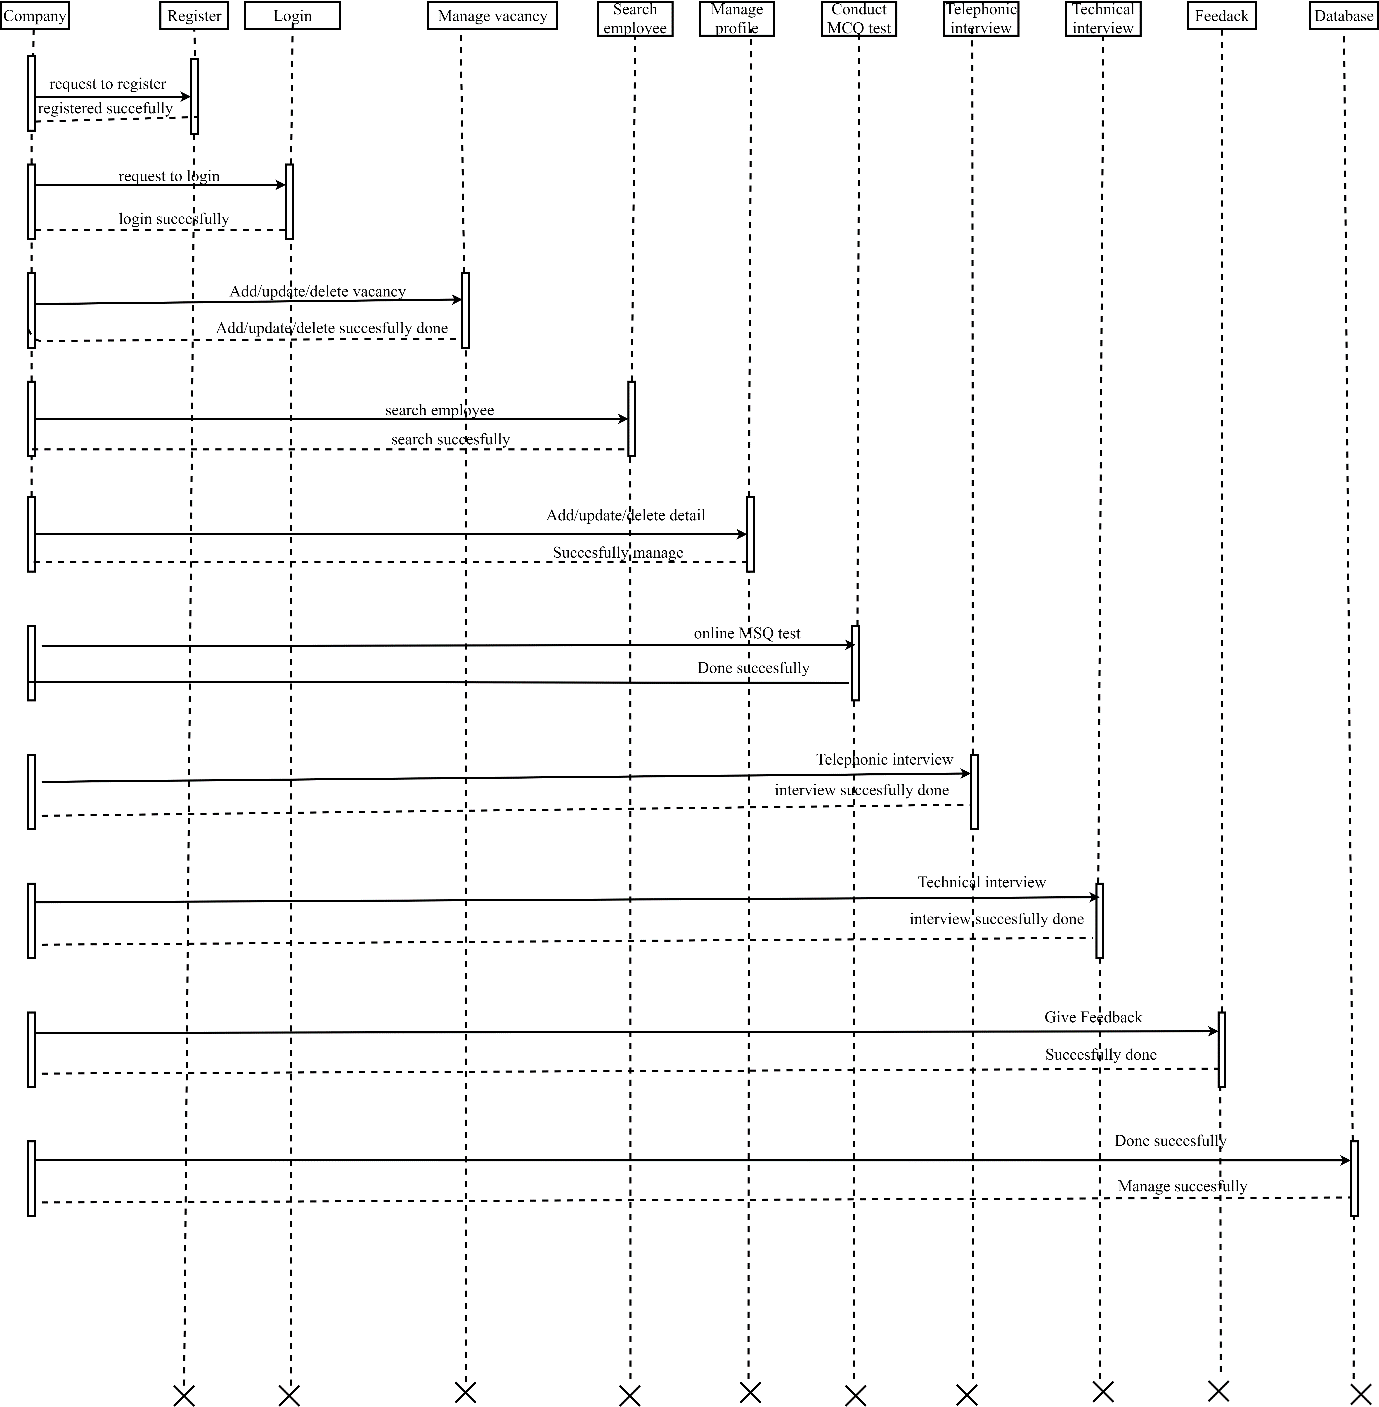 Company
Register
Login
Manage vacancy
Search
employee
Manage
profile
Conduct
MCQ test
Telephonic
interview
Technical
interview
Feedack
Database
request to register
registered succefully
request to login
login succesfully
Add/update/delete vacancy
Add/update/delete succesfully done
search employee
search succesfully
Add/update/delete detail
Succesfully manage
online MSQ test
Done succesfully
Telephonic interview
interview succesfully done
Technical interview
interview succesfully done
Give Feedback
Succesfully done
Done succesfully
Manage succesfully